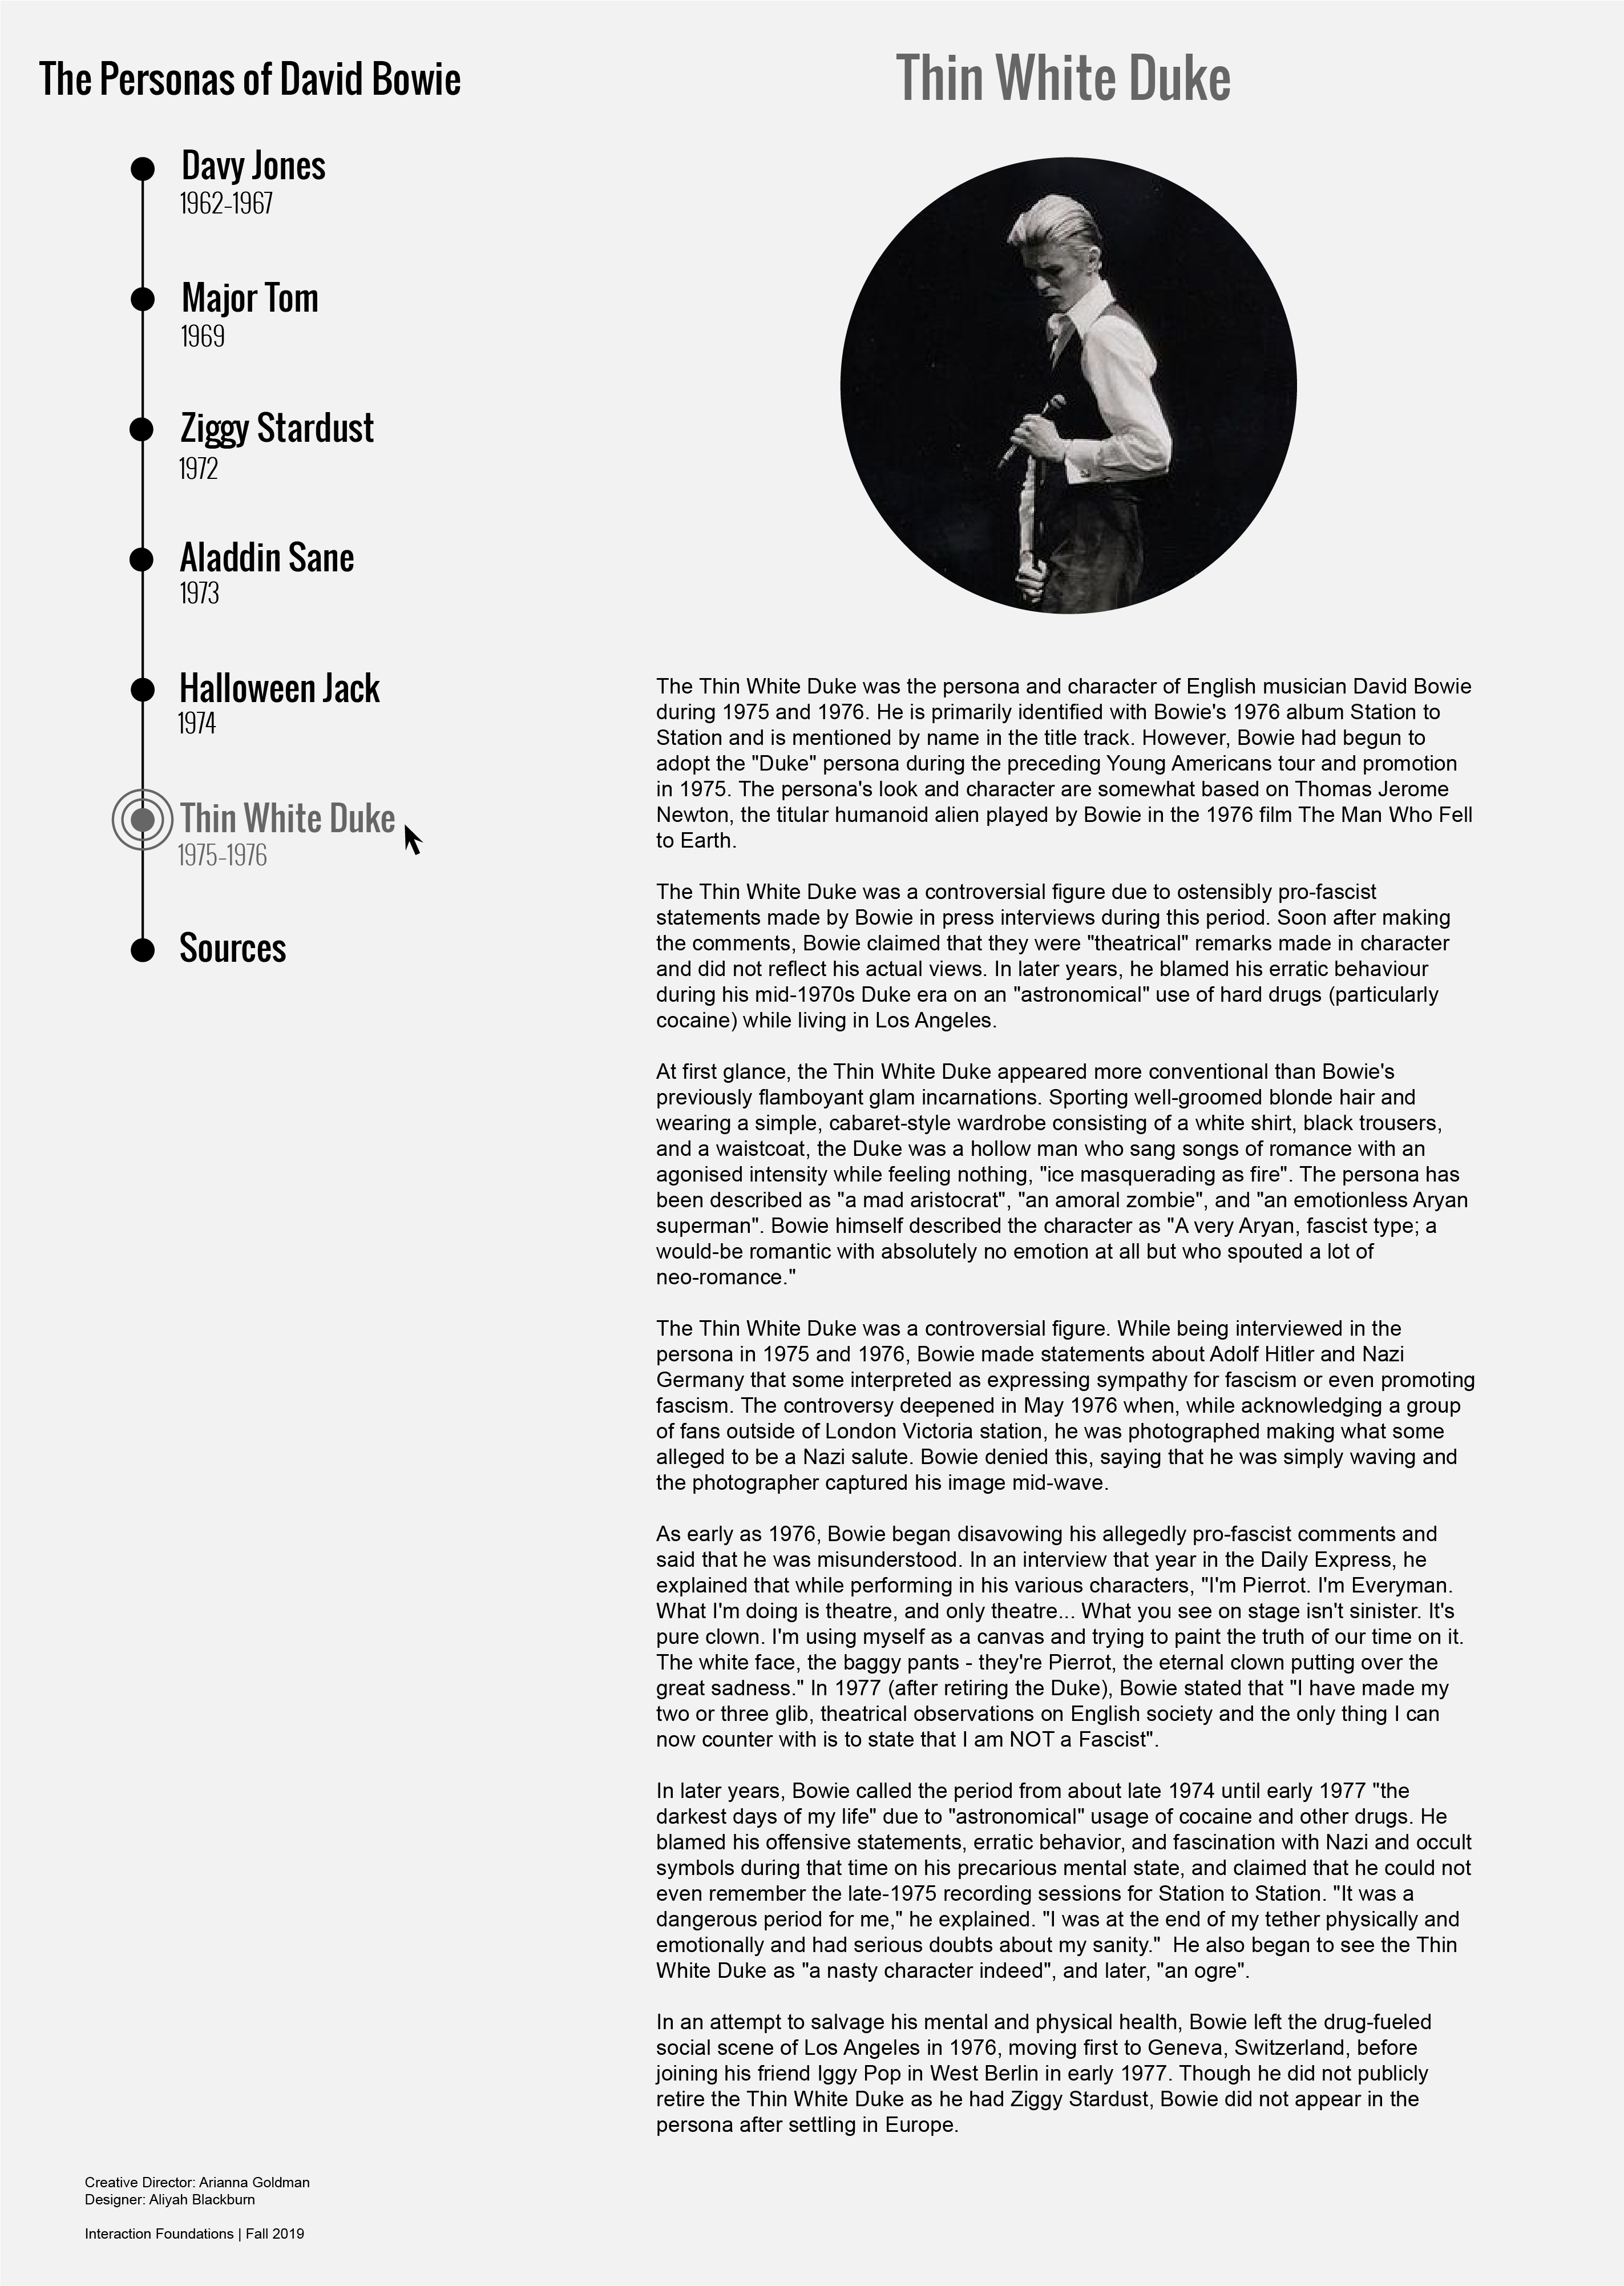 The Personas of David Bowie
Davy Jones
1962-1967
Major Tom
1969
Ziggy Stardust
1972
Aladdin Sane
1973
Halloween Jack
1974
Thin White Duke
1975-1976
Sources
Thin White Duke
The Thin White Duke was the persona and character of English musician David Bowie
during 1975 and 1976. He is primarily identified with Bowie's 1976 album Station to
Station and is mentioned by name in the title track. However, Bowie had begun to
adopt the "Duke" persona during the preceding Young Americans tour and promotion
in 1975. The persona's look and character are somewhat based on Thomas Jerome
Newton, the titular humanoid alien played by Bowie in the 1976 film The Man Who Fell
to Earth.
The Thin White Duke was a controversial figure due to ostensibly pro-fascist
statements made by Bowie in press interviews during this period. Soon after making
the comments, Bowie claimed that they were "theatrical" remarks made in character
and did not reflect his actual views. In later years, he blamed his erratic behaviour
during his mid-1970s Duke era on an "astronomical" use of hard drugs (particularly
cocaine) while living in Los Angeles.
At first glance, the Thin White Duke appeared more conventional than Bowie's
previously flamboyant glam incarnations. Sporting well-groomed blonde hair and
wearing a simple, cabaret-style wardrobe consisting of a white shirt, black trousers,
and a waistcoat, the Duke was a hollow man who sang songs of romance with an
agonised intensity while feeling nothing, "ice masquerading as fire". The persona has
been described as "a mad aristocrat", "an amoral zombie", and "an emotionless Aryan
superman". Bowie himself described the character as "A very Aryan, fascist type; a
would-be romantic with absolutely no emotion at all but who spouted a lot of
neo-romance."
The Thin White Duke was a controversial figure. While being interviewed in the
persona in 1975 and 1976, Bowie made statements about Adolf Hitler and Nazi
Germany that some interpreted as expressing sympathy for fascism or even promoting
fascism. The controversy deepened in May 1976 when, while acknowledging a group
of fans outside of London Victoria station, he was photographed making what some
alleged to be a Nazi salute. Bowie denied this, saying that he was simply waving and
the photographer captured his image mid-wave.
As early as 1976, Bowie began disavowing his allegedly pro-fascist comments and
said that he was misunderstood. In an interview that year in the Daily Express, he
explained that while performing in his various characters, "I'm Pierrot. I'm Everyman.
What I'm doing is theatre, and only theatre... What you see on stage isn't sinister. It's
pure clown. I'm using myself as a canvas and trying to paint the truth of our time on it.
The white face, the baggy pants - they're Pierrot, the eternal clown putting over the
great sadness." In 1977 (after retiring the Duke), Bowie stated that "I have made my
two or three glib, theatrical observations on English society and the only thing I can
now counter with is to state that I am NOT a Fascist".
In later years, Bowie called the period from about late 1974 until early 1977 "the
darkest days of my life" due to "astronomical" usage of cocaine and other drugs. He
blamed his offensive statements, erratic behavior, and fascination with Nazi and occult
symbols during that time on his precarious mental state, and claimed that he could not
even remember the late-1975 recording sessions for Station to Station. "It was a
dangerous period for me," he explained. "I was at the end of my tether physically and
emotionally and had serious doubts about my sanity."  He also began to see the Thin
White Duke as "a nasty character indeed", and later, "an ogre".
In an attempt to salvage his mental and physical health, Bowie left the drug-fueled
social scene of Los Angeles in 1976, moving first to Geneva, Switzerland, before
joining his friend Iggy Pop in West Berlin in early 1977. Though he did not publicly
retire the Thin White Duke as he had Ziggy Stardust, Bowie did not appear in the
persona after settling in Europe.
Creative Director: Arianna Goldman
Designer: Aliyah Blackburn
Interaction Foundations | Fall 2019